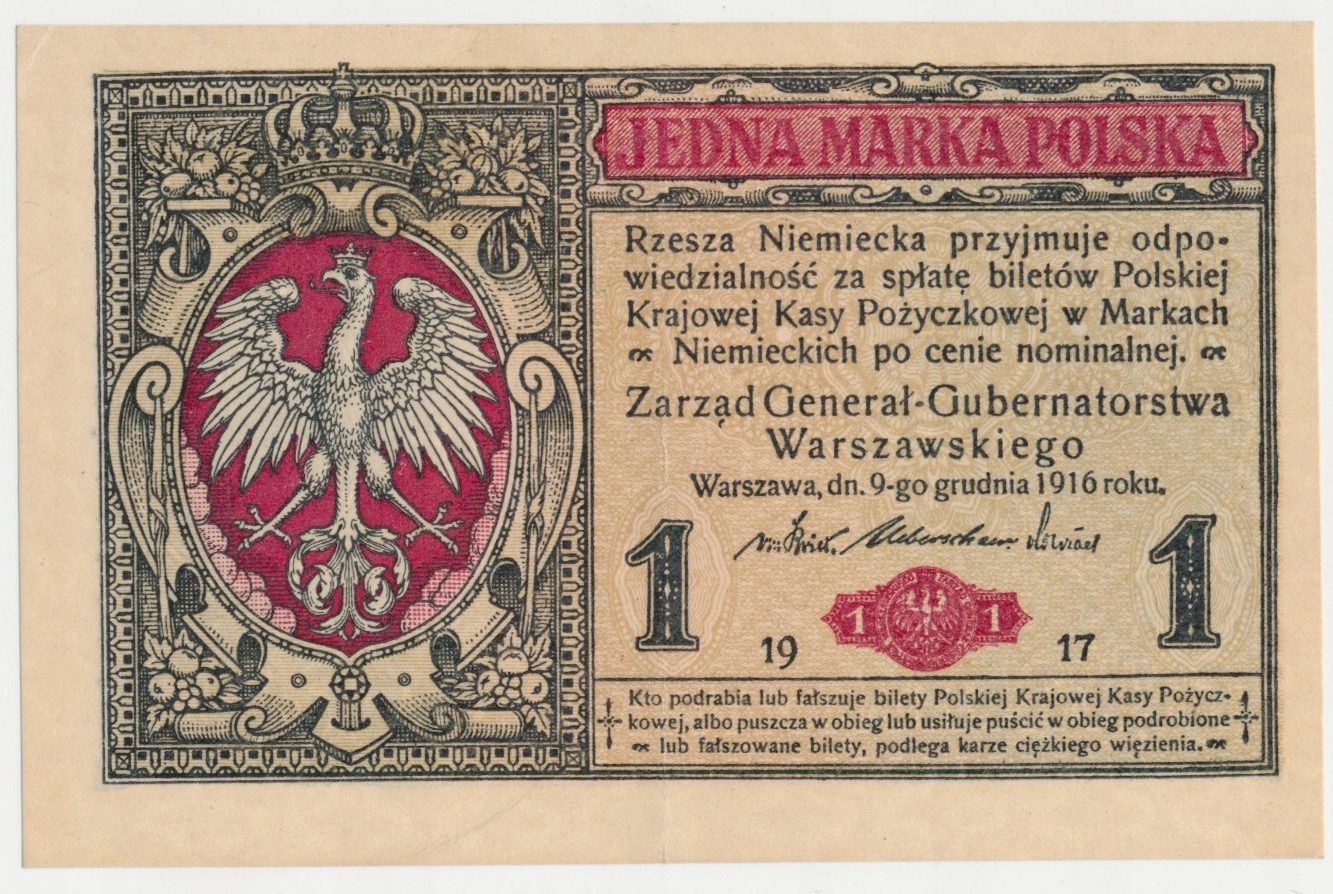 JEDNA MARKA POLSKA
Rzesza Niemiecka przyjmuje odpo-
wiedzialność za spłatę biletów Polskiej
Krajowej Kasy Pożyczkowej w Markach
Niemieckich po cenie nominalnej.
Zarząd Generał-Gubernatorstwa
Warszawskiego
Warszawa, dn. 9-go grudnia 1916 roku.
1 1
1 1
19 17
Kto podrabia lub fałszuje bilety Polskiej Krajowej Kasy Pożycz-
kowej, albo puszcza w obieg lub usiłuje puścić w obieg podrobione
lub fałszowane bilety, podlega karze ciężkiego więzienia.